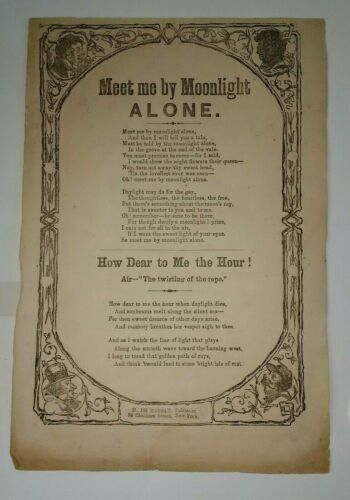 Meet me by Moonlight
ALONE.
Meet me by moonlight alone,
And then I will tell you a tale,
Must be told by the moonlight alone,
In the grove at the end of the vale.
You must promise to come—for I said,
I would show the night flowers their queen—
Nay, turn not away thy sweet head,
'Tis the loveliest ever was seen—
Oh! meet me by moonlight alone.
Daylight may do for the gay,
The thoughtless, the heartless, the free,
But there's something about the moon's ray,
That is sweeter to you and to me.
Oh! remember—be sure to be there,
For though dearly a moonlight I prize,
I care not for all in the air,
If I want the sweet light of your eyes.
So meet me by moonlight alone.
How Dear to Me the Hour!
Air—"The twisting of the rope."
How dear to me the hour when daylight dies,
And sunbeams melt along the silent sea—
For then sweet dreams of other days arise,
And memory breathes her vesper sigh to thee.
And as I watch the line of light that plays
Along the smooth wave toward the burning west,
I long to tread that golden path of rays,
And think 'twould lead to some bright isle of rest.
H. DE MARSAN, Publisher,
Chatham Street, New York.